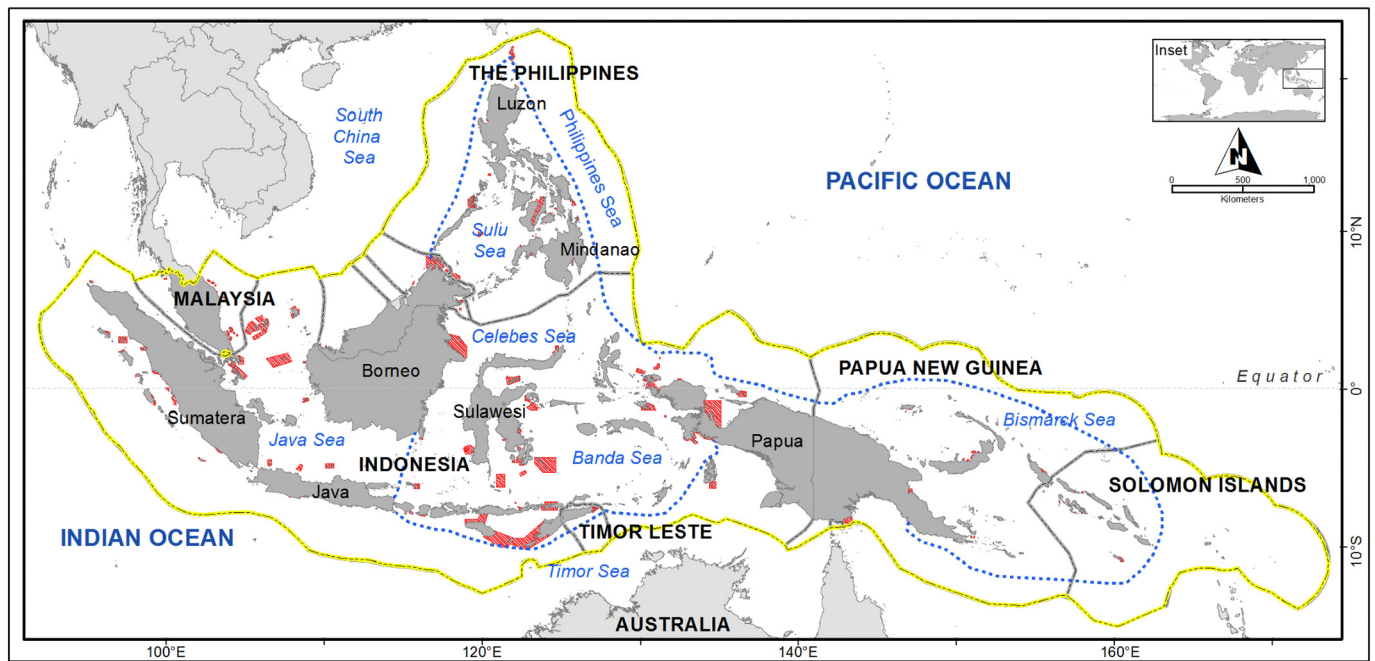 Inset
THE PHILIPPINES
Luzon
South
China
Sea
Philippines Sea
N
0 500 1,000
Kilometers
PACIFIC OCEAN
Sulu
Sea
Mindanao
10°N
MALAYSIA
Celebes Sea
Borneo
PAPUA NEW GUINEA
Equator
0°
Sumatera
Sulawesi
Bismarck Sea
Java Sea
Papua
INDONESIA
Banda Sea
Java
SOLOMON ISLANDS
INDIAN OCEAN
TIMOR LESTE
10°S
Timor Sea
AUSTRALIA
100°E 120°E 140°E 160°E